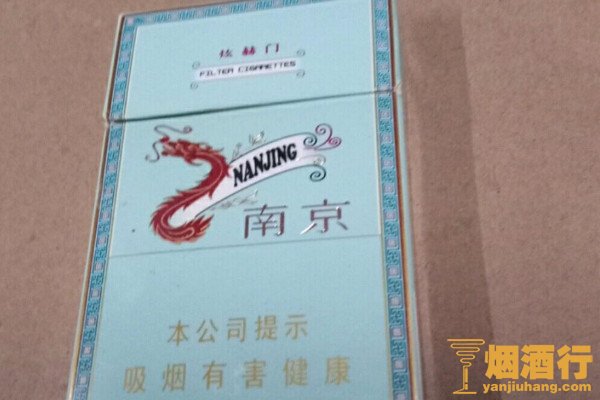 炫赫门
FILTER CIGARETTES
NANJING
南京
本公司提示
吸烟有害健康
烟酒行
yanjiuhang.com